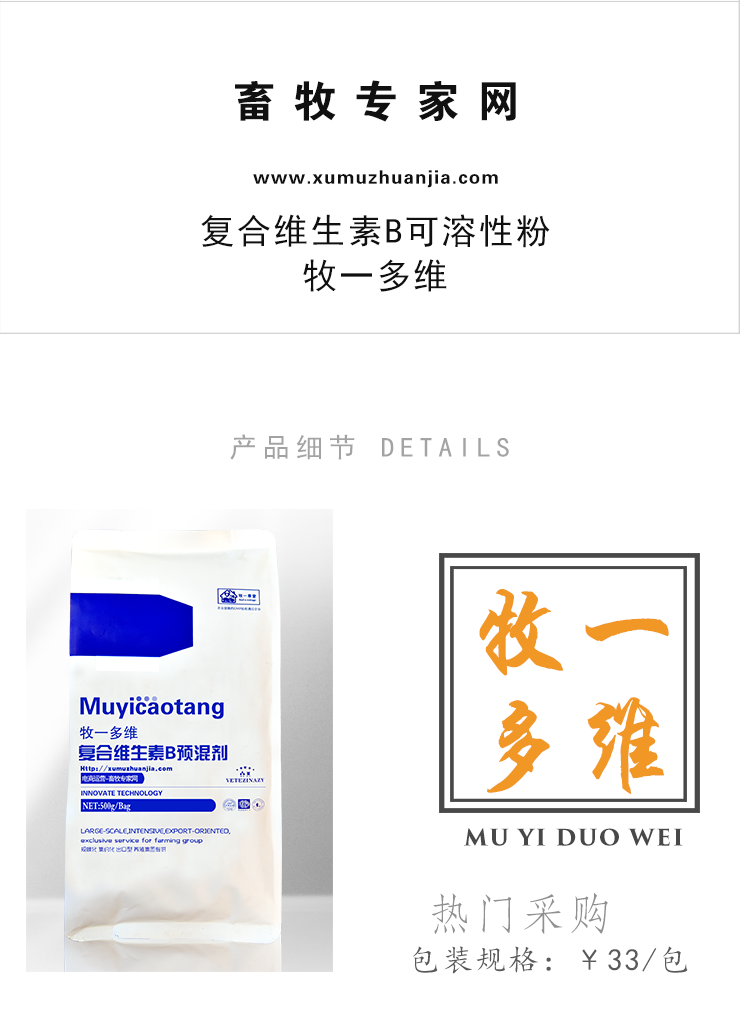 畜牧专家网
www.xumuzhuanjia.com
复合维生素B可溶性粉
牧一多维
产品细节 DETAILS
Muyicaotang
牧一多维
复合维生素B预混剂
Http://xumuzhuanjia.com
电商运营-畜牧专家网
VETEZINAZY
INNOVATE TECHNOLOGY
NET:500g/Bag
LARGE-SCALE,INTENSIVE,EXPORT-ORIENTED,
exclusive service for farming group
规模化 集约化 出口型 养殖集团专供
牧一
多维
MU YI DUO WEI
热门采购
包装规格：￥33/包